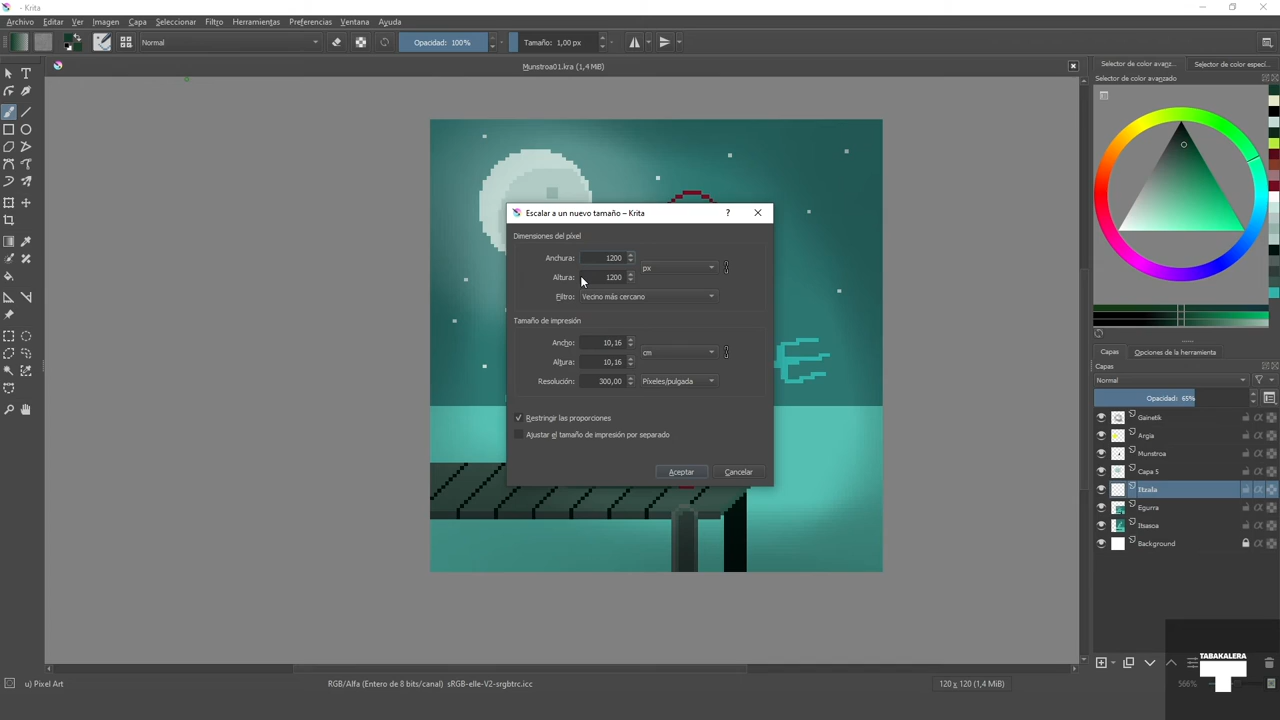 - Krita
Archivo Editar Ver Imagen Capa Seleccionar Filtro Herramientas Preferencias Ventana Ayuda
Normal Opacidad: 100% Tamaño: 1,00 px
Munstroa01.kra (1,4 MiB)
Selector de color avanz... Selector de color especí...
Selector de color avanzado
Escalar a un nuevo tamaño – Krita
Dimensiones del píxel
Anchura: 1200
px
Altura: 1200
Filtro: Vecino más cercano
Tamaño de impresión
Ancho: 10,16
cm
Altura: 10,16
Resolución: 300,00 Píxeles/pulgada
Restringir las proporciones
Ajustar el tamaño de impresión por separado
Aceptar Cancelar
Capas Opciones de la herramienta
Capas
Normal
Opacidad: 65%
Gainetik
Argia
Munstroa
Capa 5
Itzala
Egurra
Itsasoa
Background
TABAKALERA
u) Pixel Art RGB/Alfa (Entero de 8 bits/canal) sRGB-elle-V2-srgbtrc.icc 120 x 120 (1,4 MiB) 566%